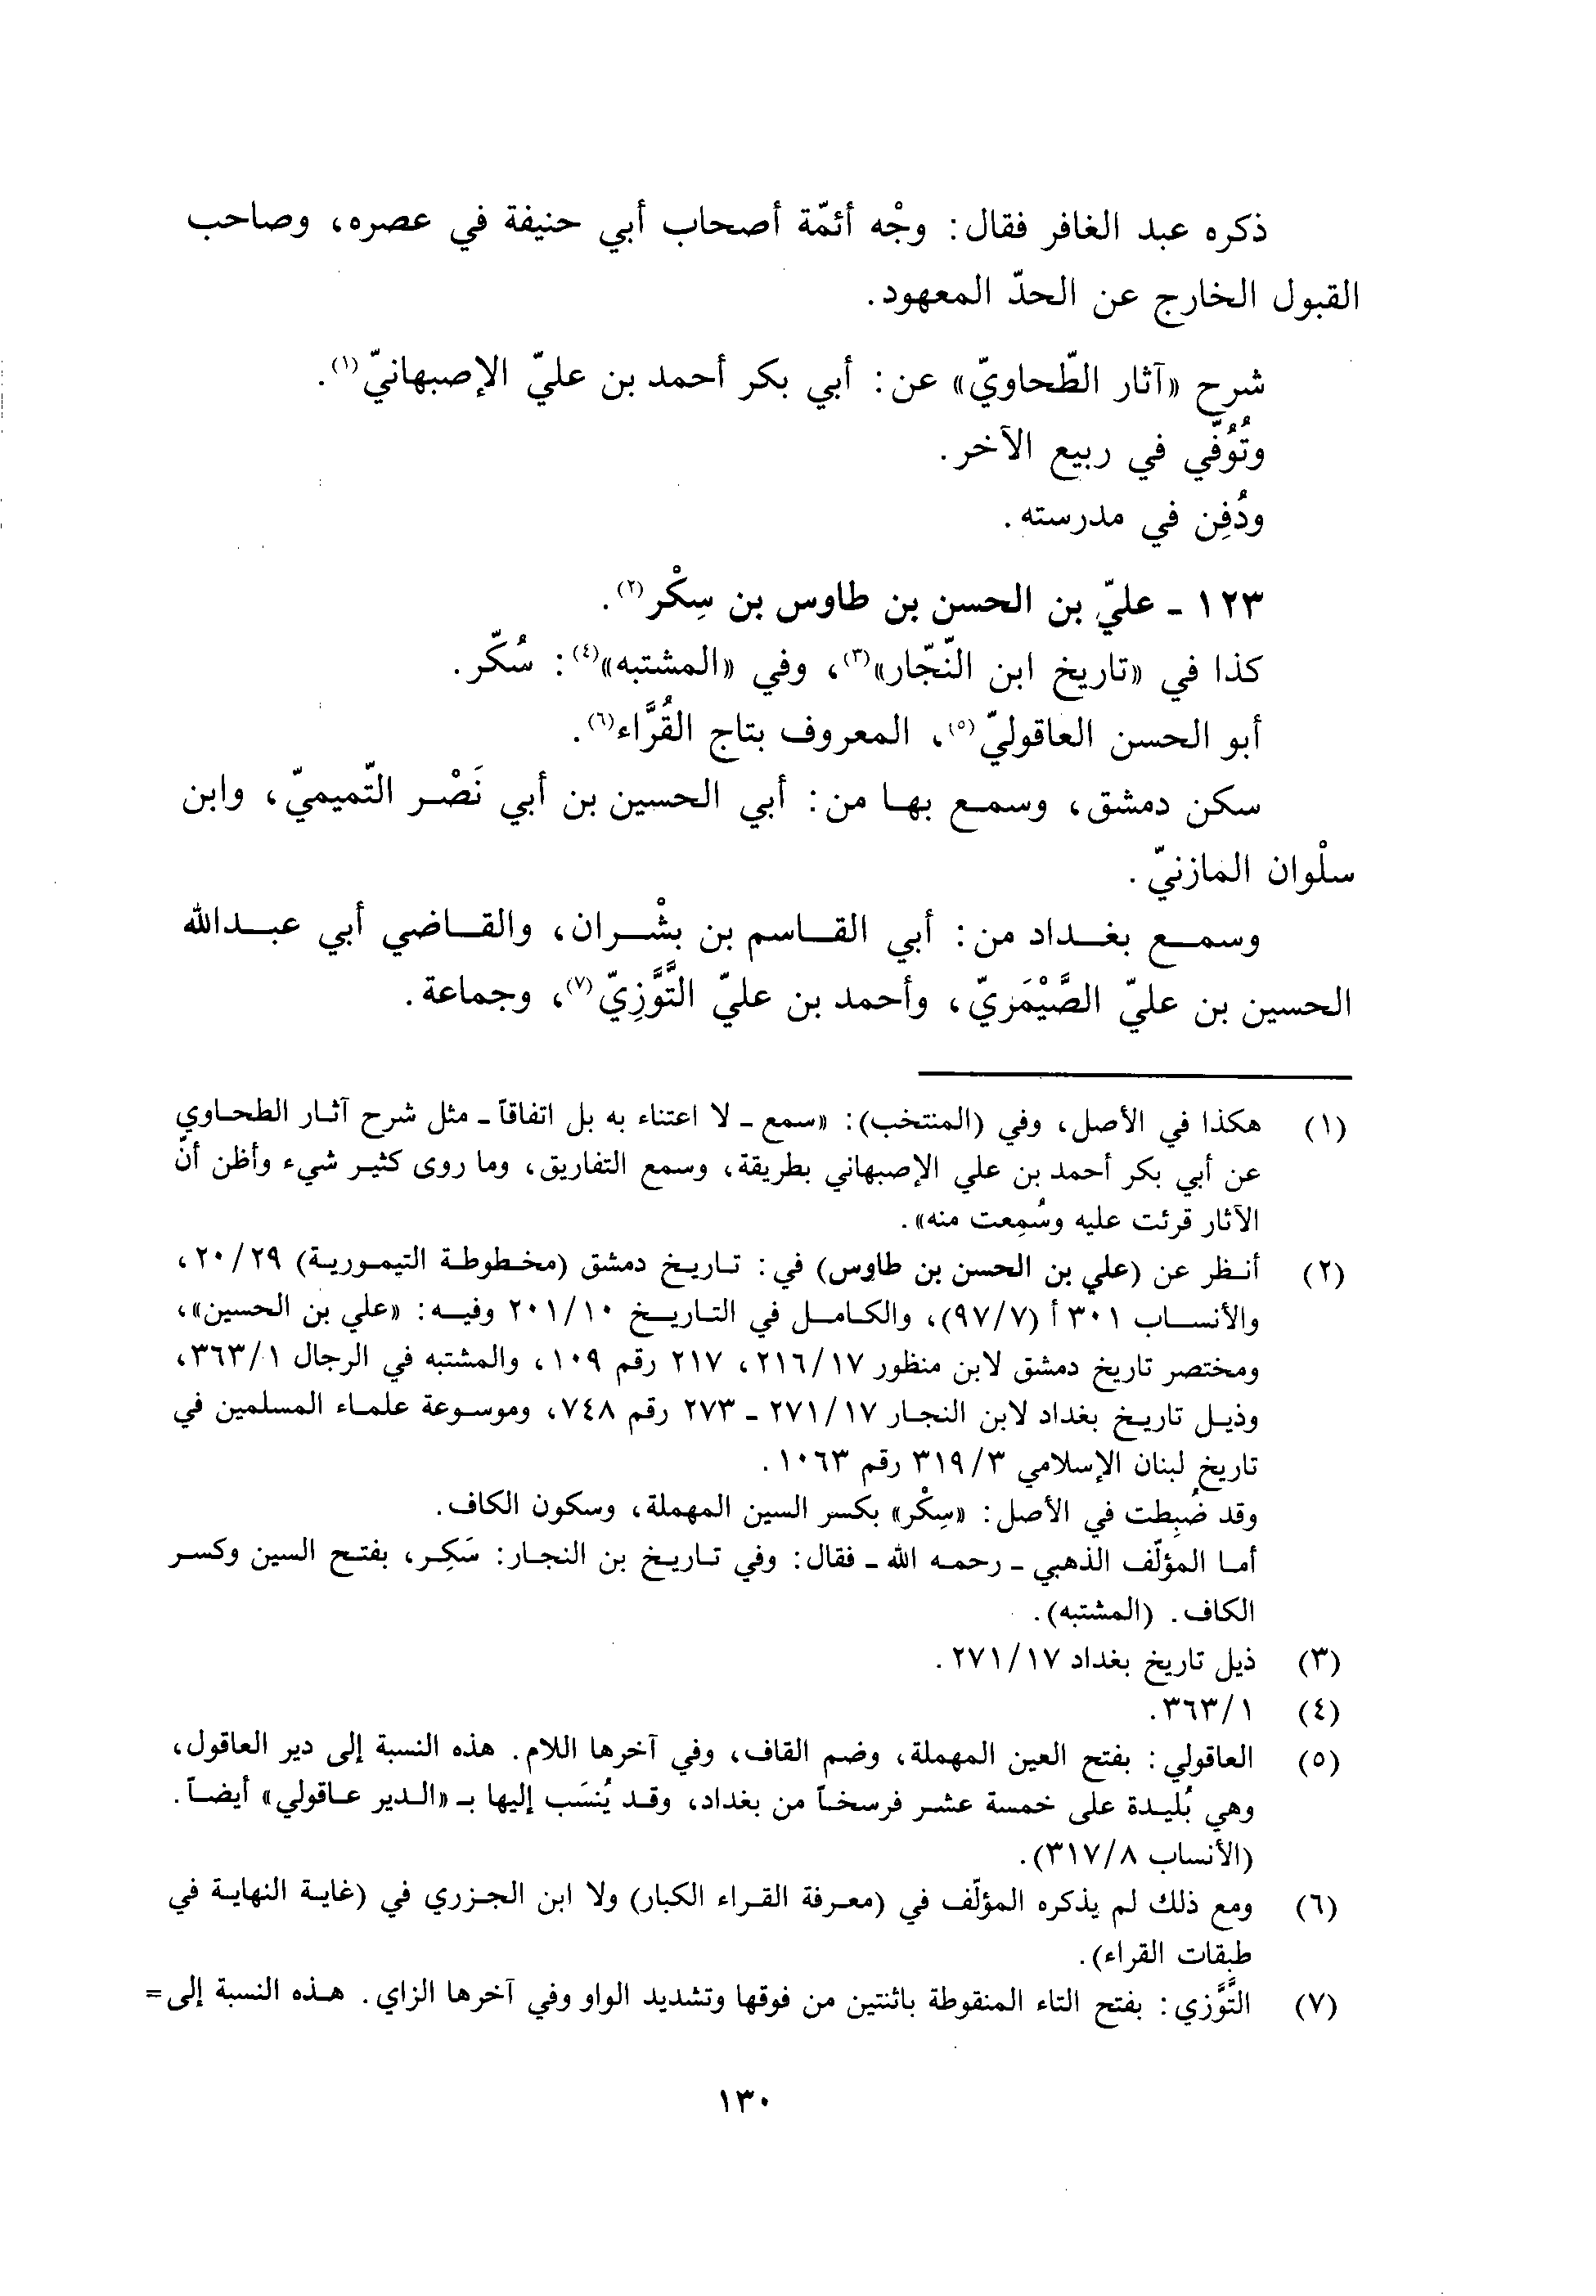 ذكره عبد الغافر فقال: وجْه أئمّة أصحاب أبي حنيفة في عصره، وصاحب
القبول الخارج عن الحدّ المعهود.
شرح «آثار الطّحاويّ» عن: أبي بكر أحمد بن عليّ الإصبهانيّ(١).
وتُوُفّي في ربيع الآخر.
ودُفِن في مدرسته.
١٢٣ ـ عليّ بن الحسن بن طاوس بن سِكْر(٢).
كذا في «تاريخ ابن النّجّار»(٣)، وفي «المشتبه»(٤): سُكّر.
أبو الحسن العاقوليّ(٥)، المعروف بتاج القُرَّاء(٦).
سكن دمشق، وسمع بها من: أبي الحسين بن أبي نَصْر التّميميّ، وابن
سلْوان المازنيّ.
وسمع بغداد من: أبي القاسم بن بشْران، والقاضي أبي عبدالله
الحسين بن عليّ الصَّيْمَريّ، وأحمد بن عليّ التَّوَّزِيّ(٧)، وجماعة.
(١) هكذا في الأصل، وفي (المنتخب): «سمع ـ لا اعتناء به بل اتفاقاً ـ مثل شرح آثار الطحاوي
عن أبي بكر أحمد بن علي الإصبهاني بطريقة، وسمع التفاريق، وما روى كثير شيء وأظن أنّ
الآثار قرئت عليه وسُمِعت منه».
(٢) أنظر عن (علي بن الحسن بن طاوس) في: تاريخ دمشق (مخطوطة التيمورية) ٢٠/٢٩،
والأنساب ٣٠١ أ (٩٧/٧)، والكامل في التاريخ ٢٠١/١٠ وفيه: «علي بن الحسين»،
ومختصر تاريخ دمشق لابن منظور ٢١٦/١٧، ٢١٧ رقم ١٠٩، والمشتبه في الرجال ٣٦٣/١،
وذيل تاريخ بغداد لابن النجار ٢٧١/١٧ ـ ٢٧٣ رقم ٧٤٨، وموسوعة علماء المسلمين في
تاريخ لبنان الإسلامي ٣١٩/٣ رقم ١٠٦٣.
وقد ضُبِطت في الأصل: «سِكْر» بكسر السين المهملة، وسكون الكاف.
أما المؤلّف الذهبي ـ رحمه الله ـ فقال: وفي تاريخ بن النجار: سَكِر، بفتح السين وكسر
الكاف. (المشتبه).
(٣) ذيل تاريخ بغداد ٢٧١/١٧.
(٤) ٣٦٣/١.
(٥) العاقولي: بفتح العين المهملة، وضم القاف، وفي آخرها اللام. هذه النسبة إلى دير العاقول،
وهي بُليدة على خمسة عشر فرسخاً من بغداد، وقد يُنسَب إليها بـ «الدير عاقولي» أيضاً.
(الأنساب ٣١٧/٨).
(٦) ومع ذلك لم يذكره المؤلّف في (معرفة القراء الكبار) ولا ابن الجزري في (غاية النهاية في
طبقات القراء).
(٧) التَّوَّزي: بفتح التاء المنقوطة باثنتين من فوقها وتشديد الواو وفي آخرها الزاي. هذه النسبة إلى =
١٣٠